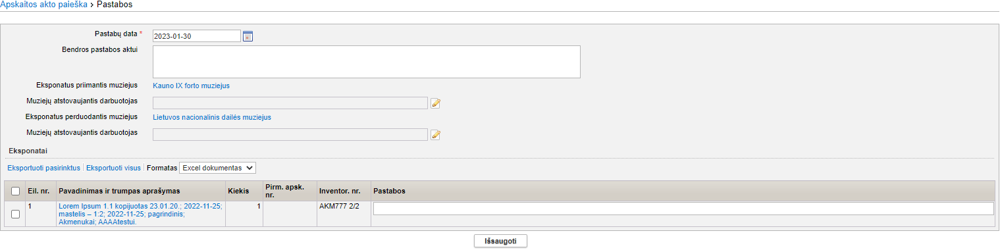 Apskaitos akto paieška › Pastabos
Pastabų data *
2023-01-30
Bendros pastabos aktui
Eksponatus priimantis muziejus
Kauno IX forto muziejus
Muziejų atstovaujantis darbuotojas
Eksponatus perduodantis muziejus
Lietuvos nacionalinis dailės muziejus
Muziejų atstovaujantis darbuotojas
Eksponatai
Eksportuoti pasirinktus Eksportuoti visus Formatas Excel dokumentas
Eil. nr. Pavadinimas ir trumpas aprašymas Kiekis Pirm. apsk. nr. Inventor. nr. Pastabos
1 Lorem Ipsum 1.1 kopijuotas 23.01.20.; 2022-11-25; 1 AKM777 2/2
mastelis – 1:2; 2022-11-25; pagrindinis;
Akmenukai; AAAAtestui.
Išsaugoti